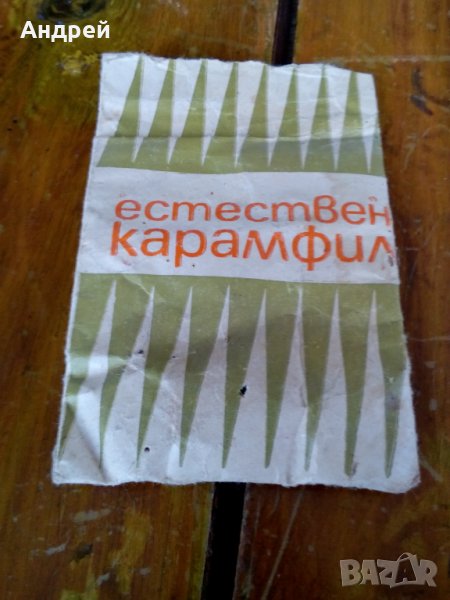 Андрей
естествен
карамфил
BAZAR